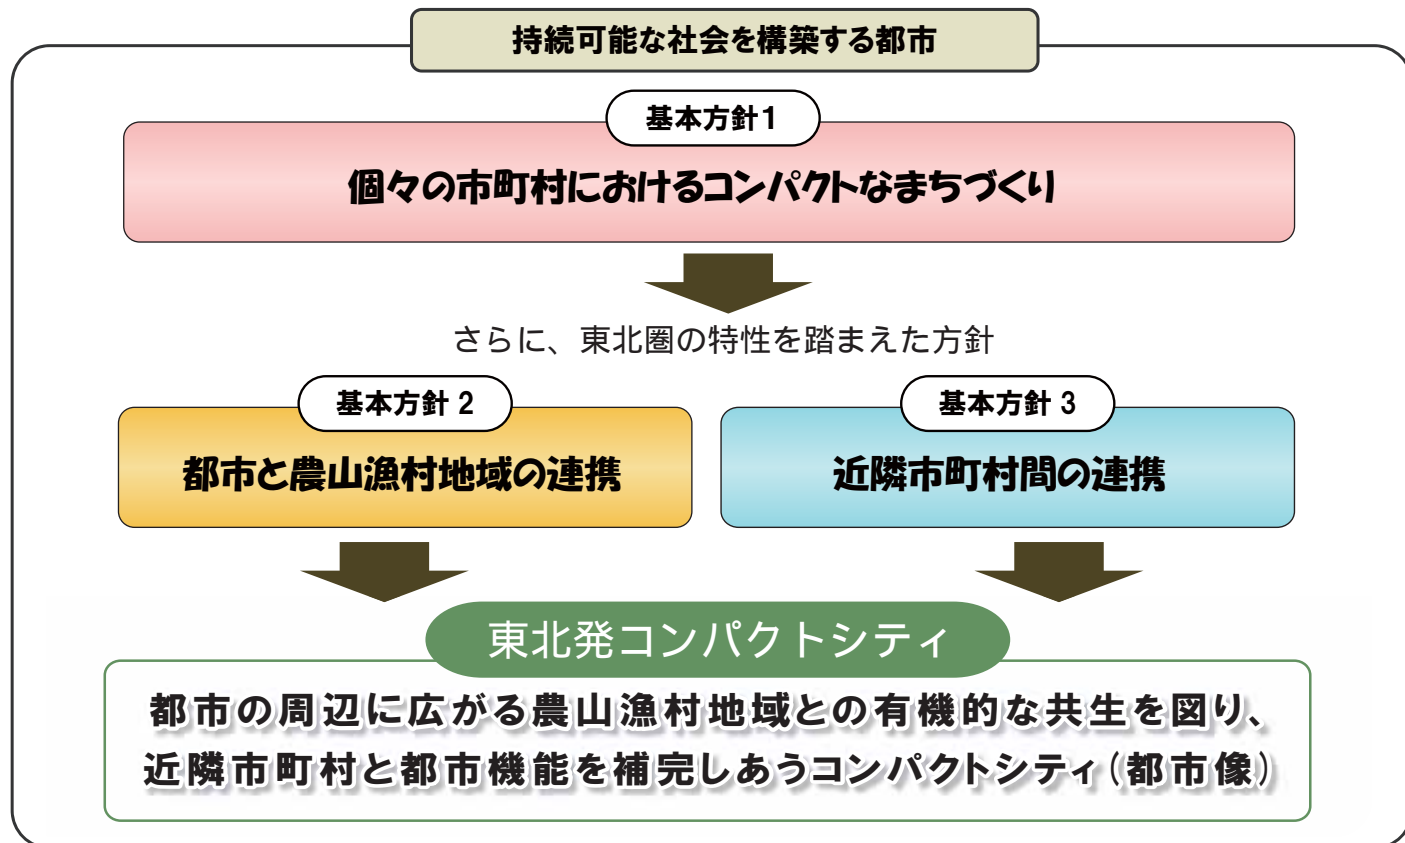 持続可能な社会を構築する都市
基本方針1
個々の市町村におけるコンパクトなまちづくり
さらに、東北圏の特性を踏まえた方針
基本方針 2
都市と農山漁村地域の連携
基本方針 3
近隣市町村間の連携
東北発コンパクトシティ
都市の周辺に広がる農山漁村地域との有機的な共生を図り、
近隣市町村と都市機能を補完しあうコンパクトシティ(都市像)